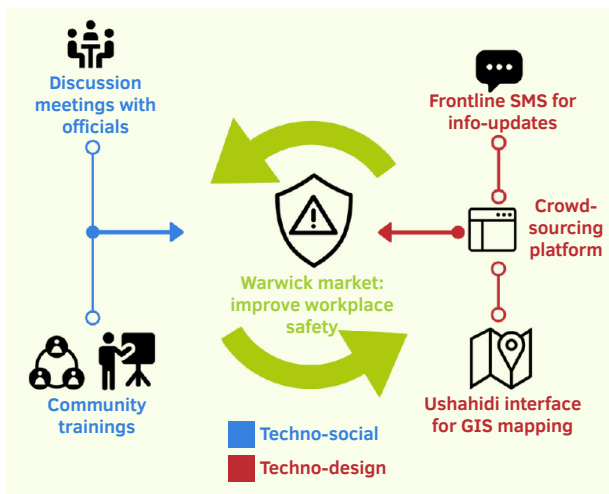 Discussion
meetings with
officials
Frontline SMS for
info-updates
Crowd-
sourcing
platform
Warwick market:
improve workplace
safety
Community
trainings
Ushahidi interface
for GIS mapping
Techno-social
Techno-design